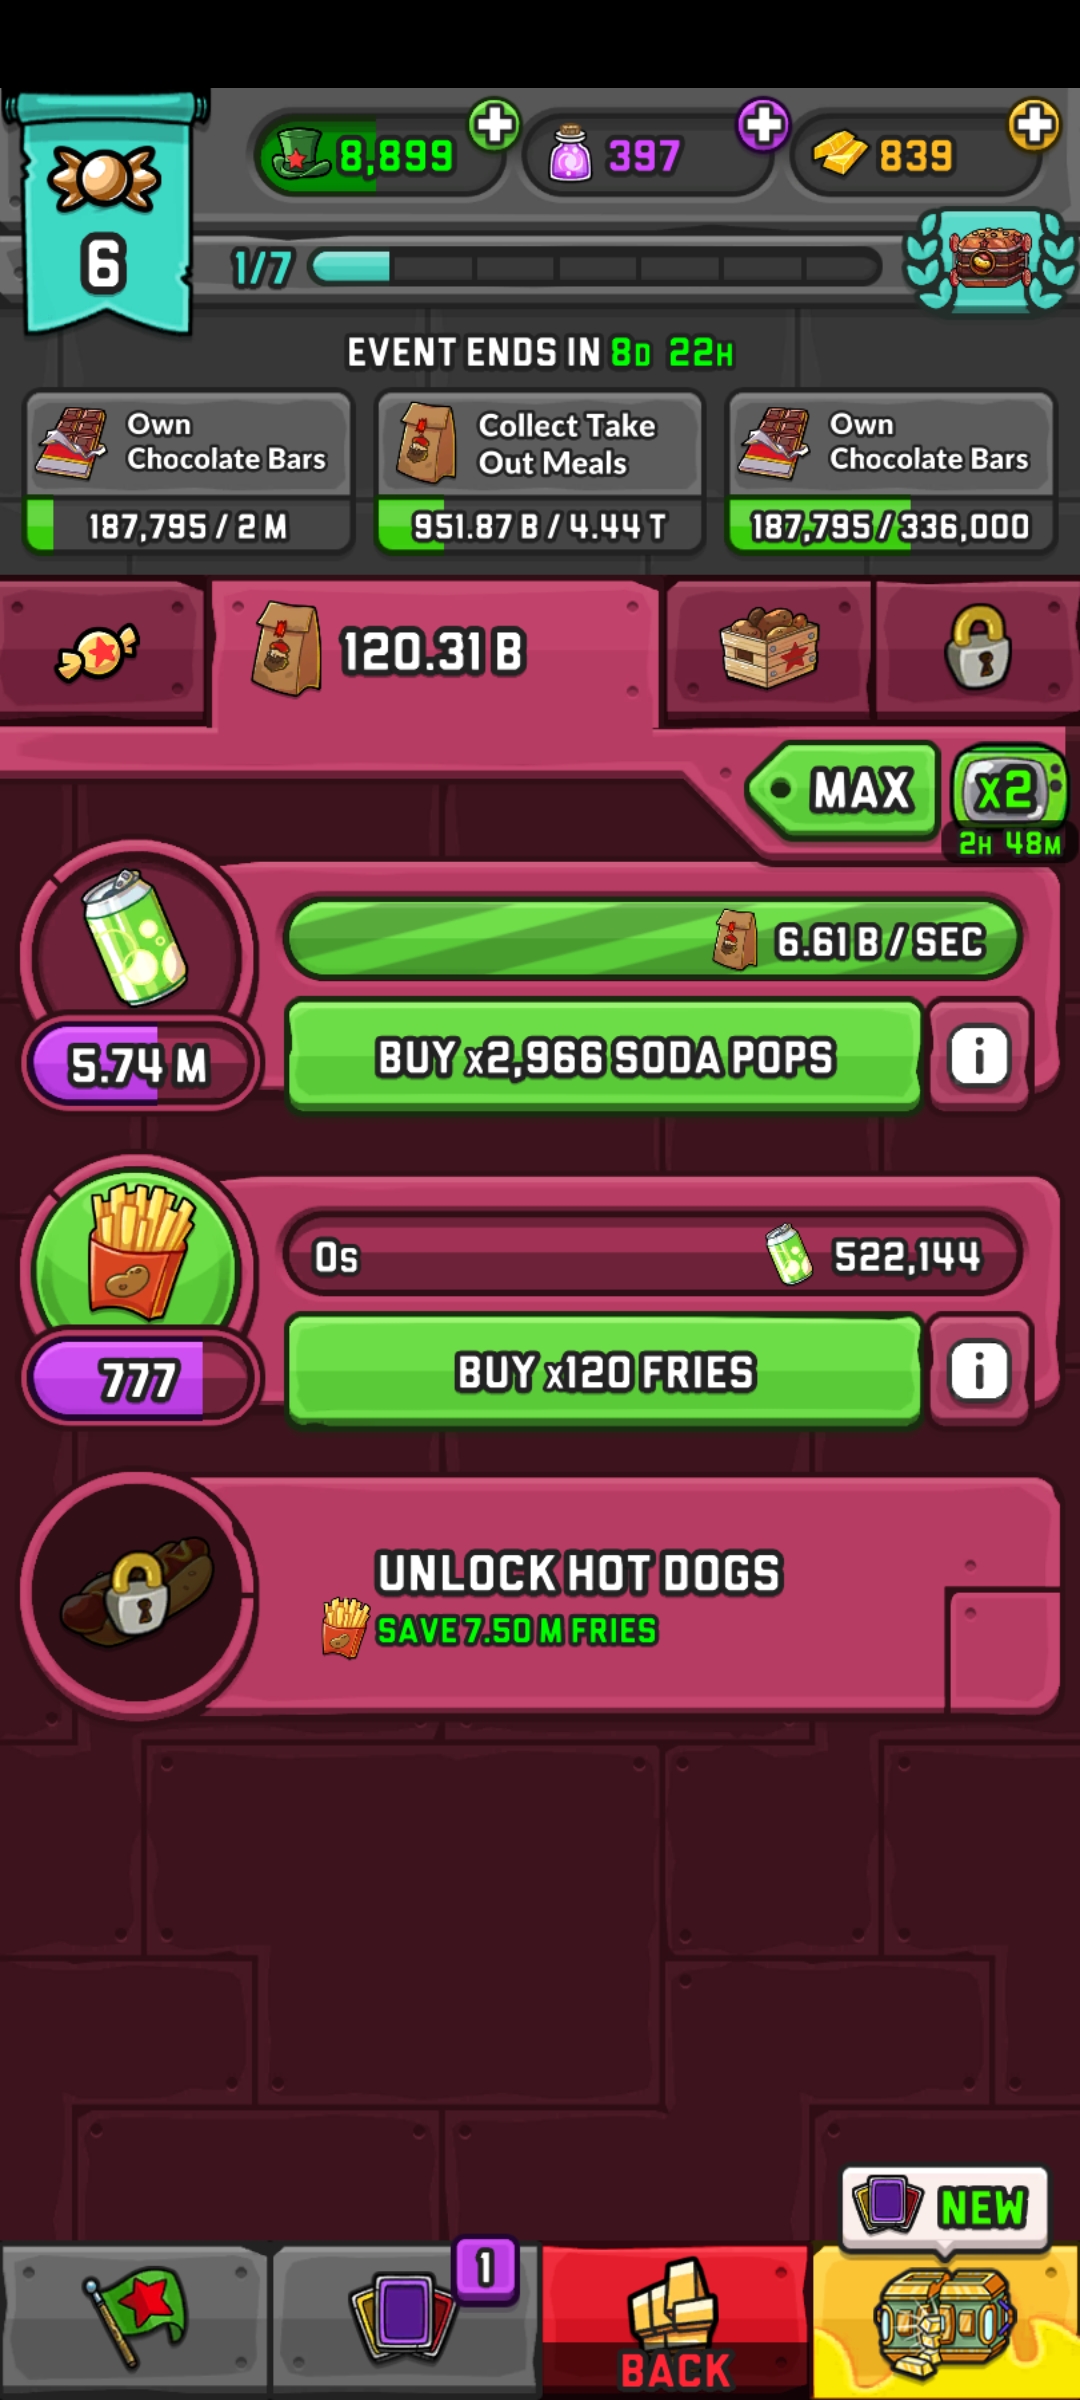 8,899
397
839
6
1/7
EVENT ENDS IN 8D 22H
Own
Chocolate Bars
187,795 / 2 M
Collect Take
Out Meals
951.87 B / 4.44 T
Own
Chocolate Bars
187,795 / 336,000
120.31 B
MAX
x2
2H 48M
6.61 B / SEC
5.74 M
BUY x2,966 SODA POPS
i
0s
522,144
777
BUY x120 FRIES
i
UNLOCK HOT DOGS
SAVE 7.50 M FRIES
NEW
1
BACK